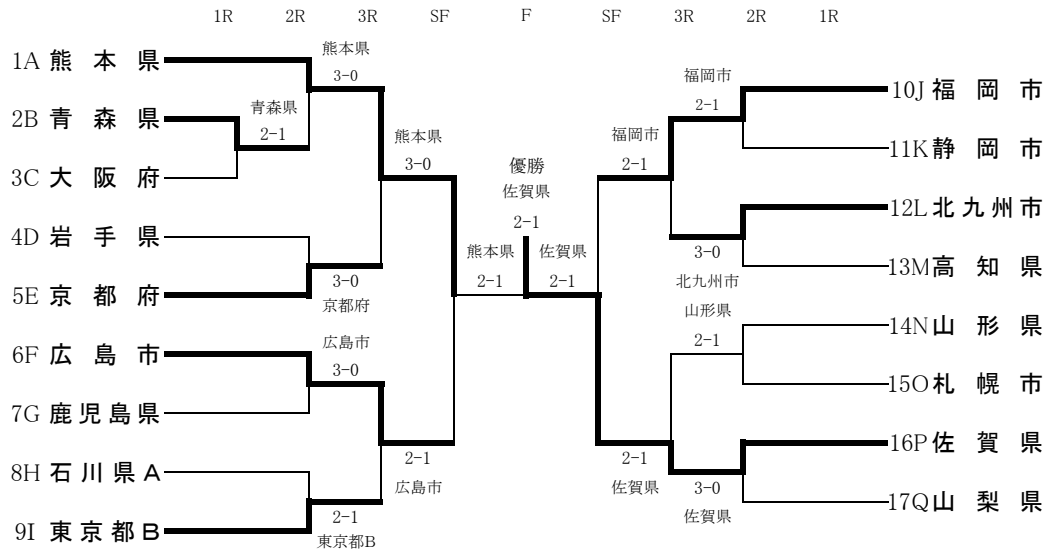 1R 2R 3R SF F SF 3R 2R 1R
1A 熊本県
2B 青森県
3C 大阪府
4D 岩手県
5E 京都府
6F 広島市
7G 鹿児島県
8H 石川県A
9I 東京都B
青森県
2-1
熊本県
3-0
3-0
京都府
広島市
3-0
2-1
東京都B
熊本県
3-0
2-1
広島市
熊本県
2-1
優勝
佐賀県
2-1
佐賀県
2-1
福岡市
2-1
2-1
佐賀県
福岡市
2-1
3-0
北九州市
山形県
2-1
3-0
佐賀県
10J 福岡市
11K 静岡市
12L 北九州市
13M 高知県
14N 山形県
15O 札幌市
16P 佐賀県
17Q 山梨県